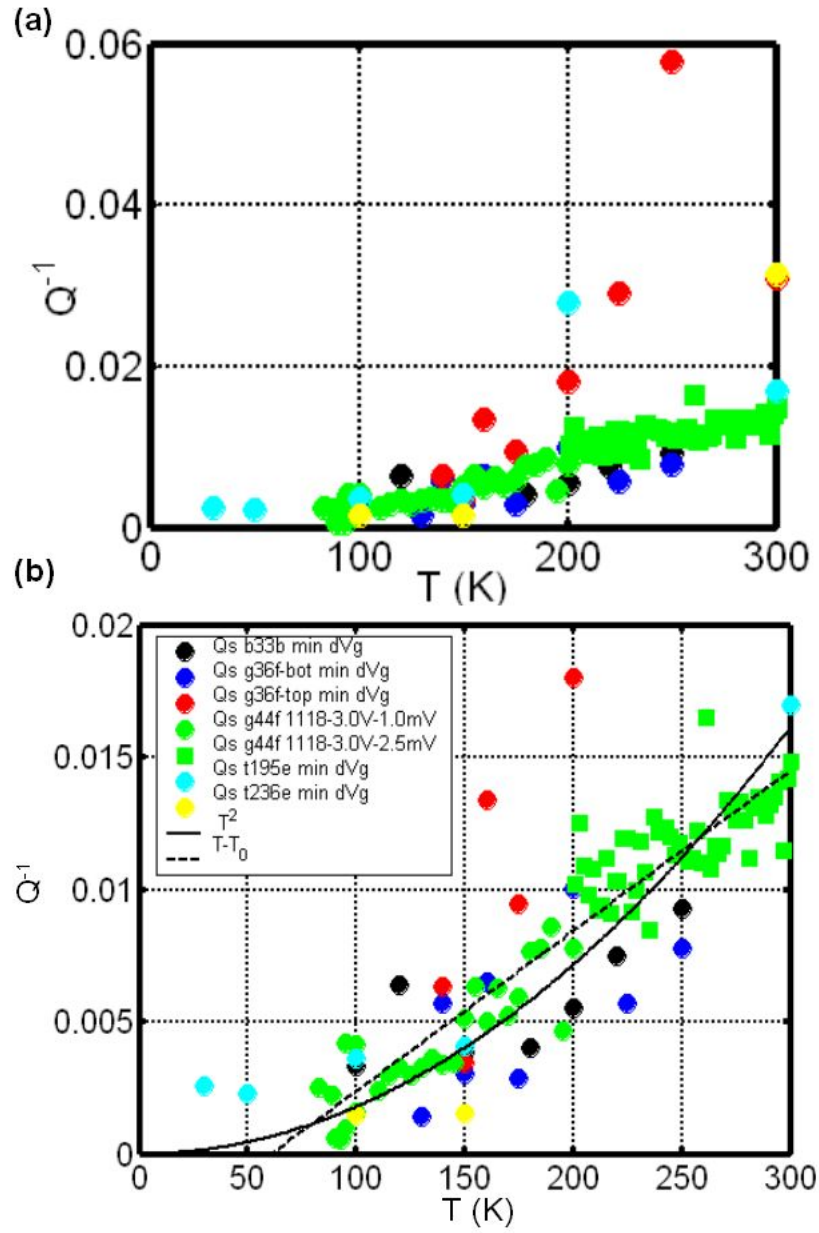 (a)
0.06
0.04
0.02
0
Q-1
0
100
200
300
T (K)
(b)
0.02
0.015
0.01
0.005
0
Q-1
Qs b33b min dVg
Qs g36f-bot min dVg
Qs g36f-top min dVg
Qs g44f 1118-3.0V-1.0mV
Qs g44f 1118-3.0V-2.5mV
Qs t195e min dVg
Qs t236e min dVg
T2
T-T0
0
50
100
150
200
250
300
T (K)